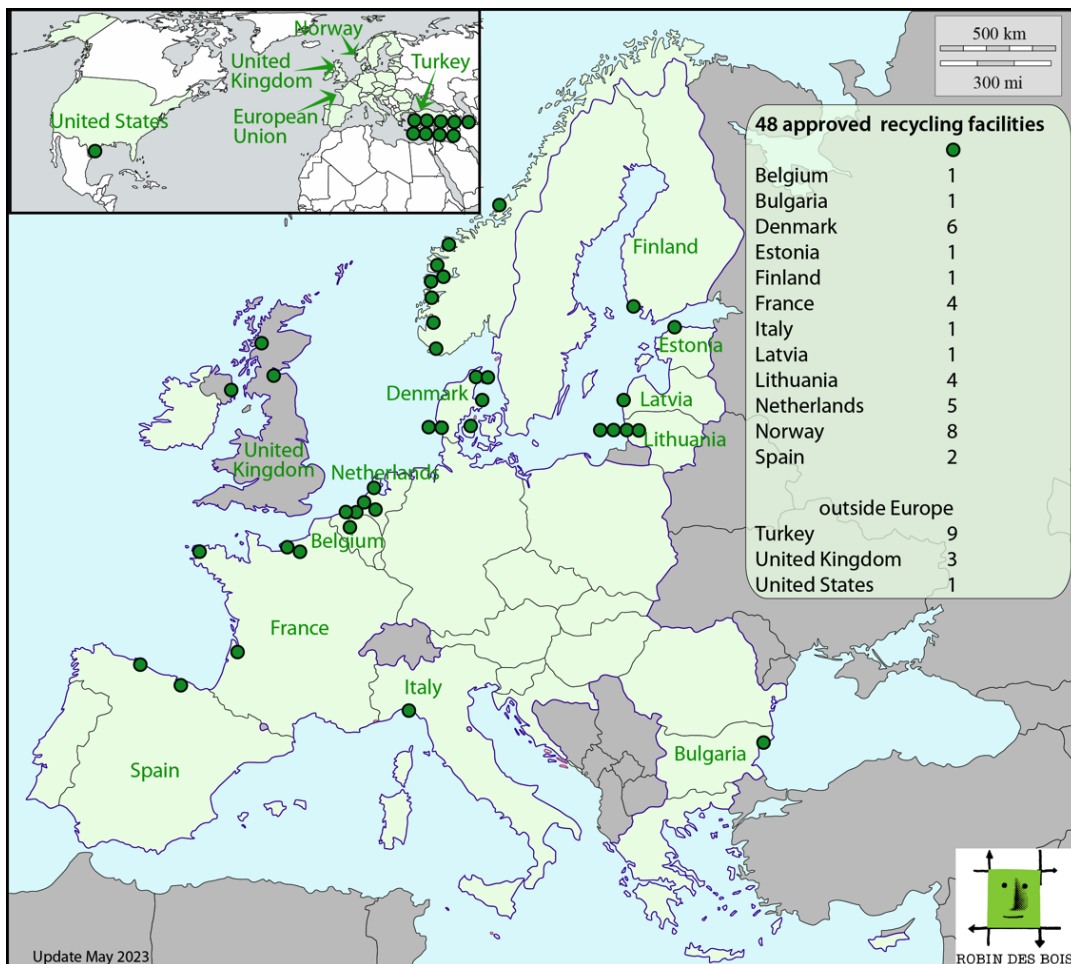 Norway
United
Kingdom
Turkey
European
Union
United States
500 km
300 mi
48 approved recycling facilities
Belgium 1
Bulgaria 1
Denmark 6
Estonia 1
Finland 1
France 4
Italy 1
Latvia 1
Lithuania 4
Netherlands 5
Norway 8
Spain 2
outside Europe
Turkey 9
United Kingdom 3
United States 1
Finland
Estonia
Denmark
Latvia
Lithuania
United
Kingdom
Netherlands
Belgium
France
Italy
Bulgaria
Spain
Update May 2023
ROBIN DES BOIS